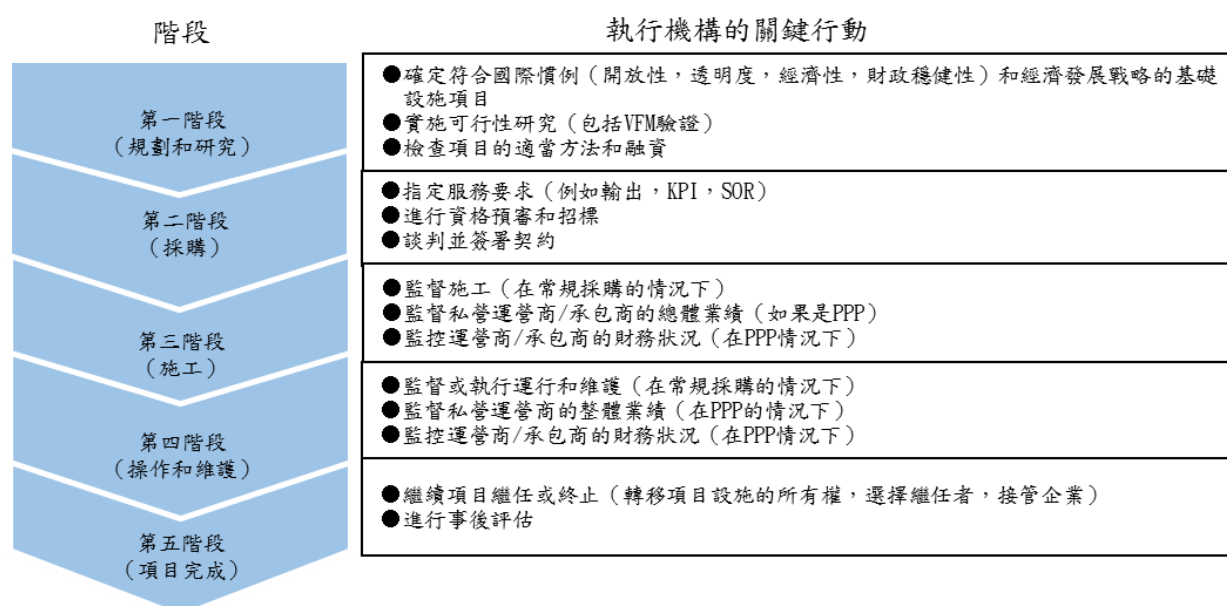 階段
執行機構的關鍵行動
第一階段
(規劃和研究)
●確定符合國際慣例(開放性,透明度,經濟性,財政穩健性)和經濟發展戰略的基礎
設施項目
●實施可行性研究(包括VFM驗證)
●檢查項目的適當方法和融資
第二階段
(採購)
●指定服務要求(例如輸出,KPI,SOR)
●進行資格預審和招標
●談判並簽署契約
第三階段
(施工)
●監督施工(在常規採購的情況下)
●監督私營運營商/承包商的總體業績(如果是PPP)
●監控運營商/承包商的財務狀況(在PPP情況下)
第四階段
(操作和維護)
●監督或執行運行和維護(在常規採購的情況下)
●監督私營運營商的整體業績(在PPP的情況下)
●監控運營商/承包商的財務狀況(在PPP情況下)
第五階段
(項目完成)
●繼續項目繼任或終止(轉移項目設施的所有權,選擇繼任者,接管企業)
●進行事後評估